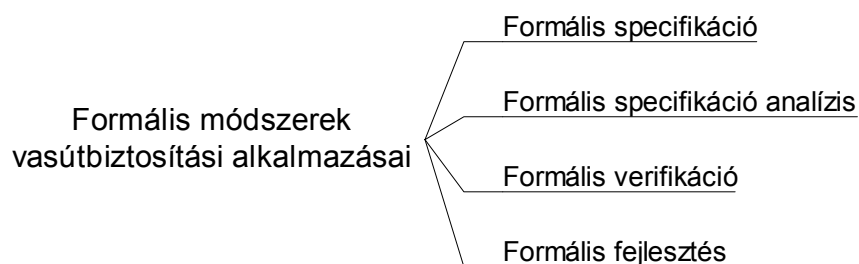 Formális módszerek
vasútbiztosítási alkalmazásai
Formális specifikáció
Formális specifikáció analízis
Formális verifikáció
Formális fejlesztés